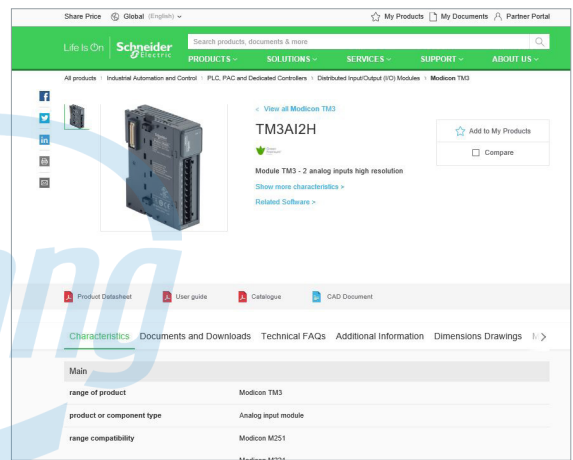 Share Price Global (English) My Products My Documents Partner Portal
Life Is On Schneider Electric
Search products, documents & more
PRODUCTS SOLUTIONS SERVICES SUPPORT ABOUT US
All products Industrial Automation and Control PLC, PAC and Dedicated Controllers Distributed Input/Output (I/O) Modules Modicon TM3
< View all Modicon TM3
TM3AI2H
Add to My Products
Compare
Module TM3 - 2 analog inputs high resolution
Show more characteristics >
Related Software >
Product Datasheet User guide Catalogue CAD Document
Characteristics Documents and Downloads Technical FAQs Additional Information Dimensions Drawings
Main
range of product Modicon TM3
product or component type Analog input module
range compatibility Modicon M251